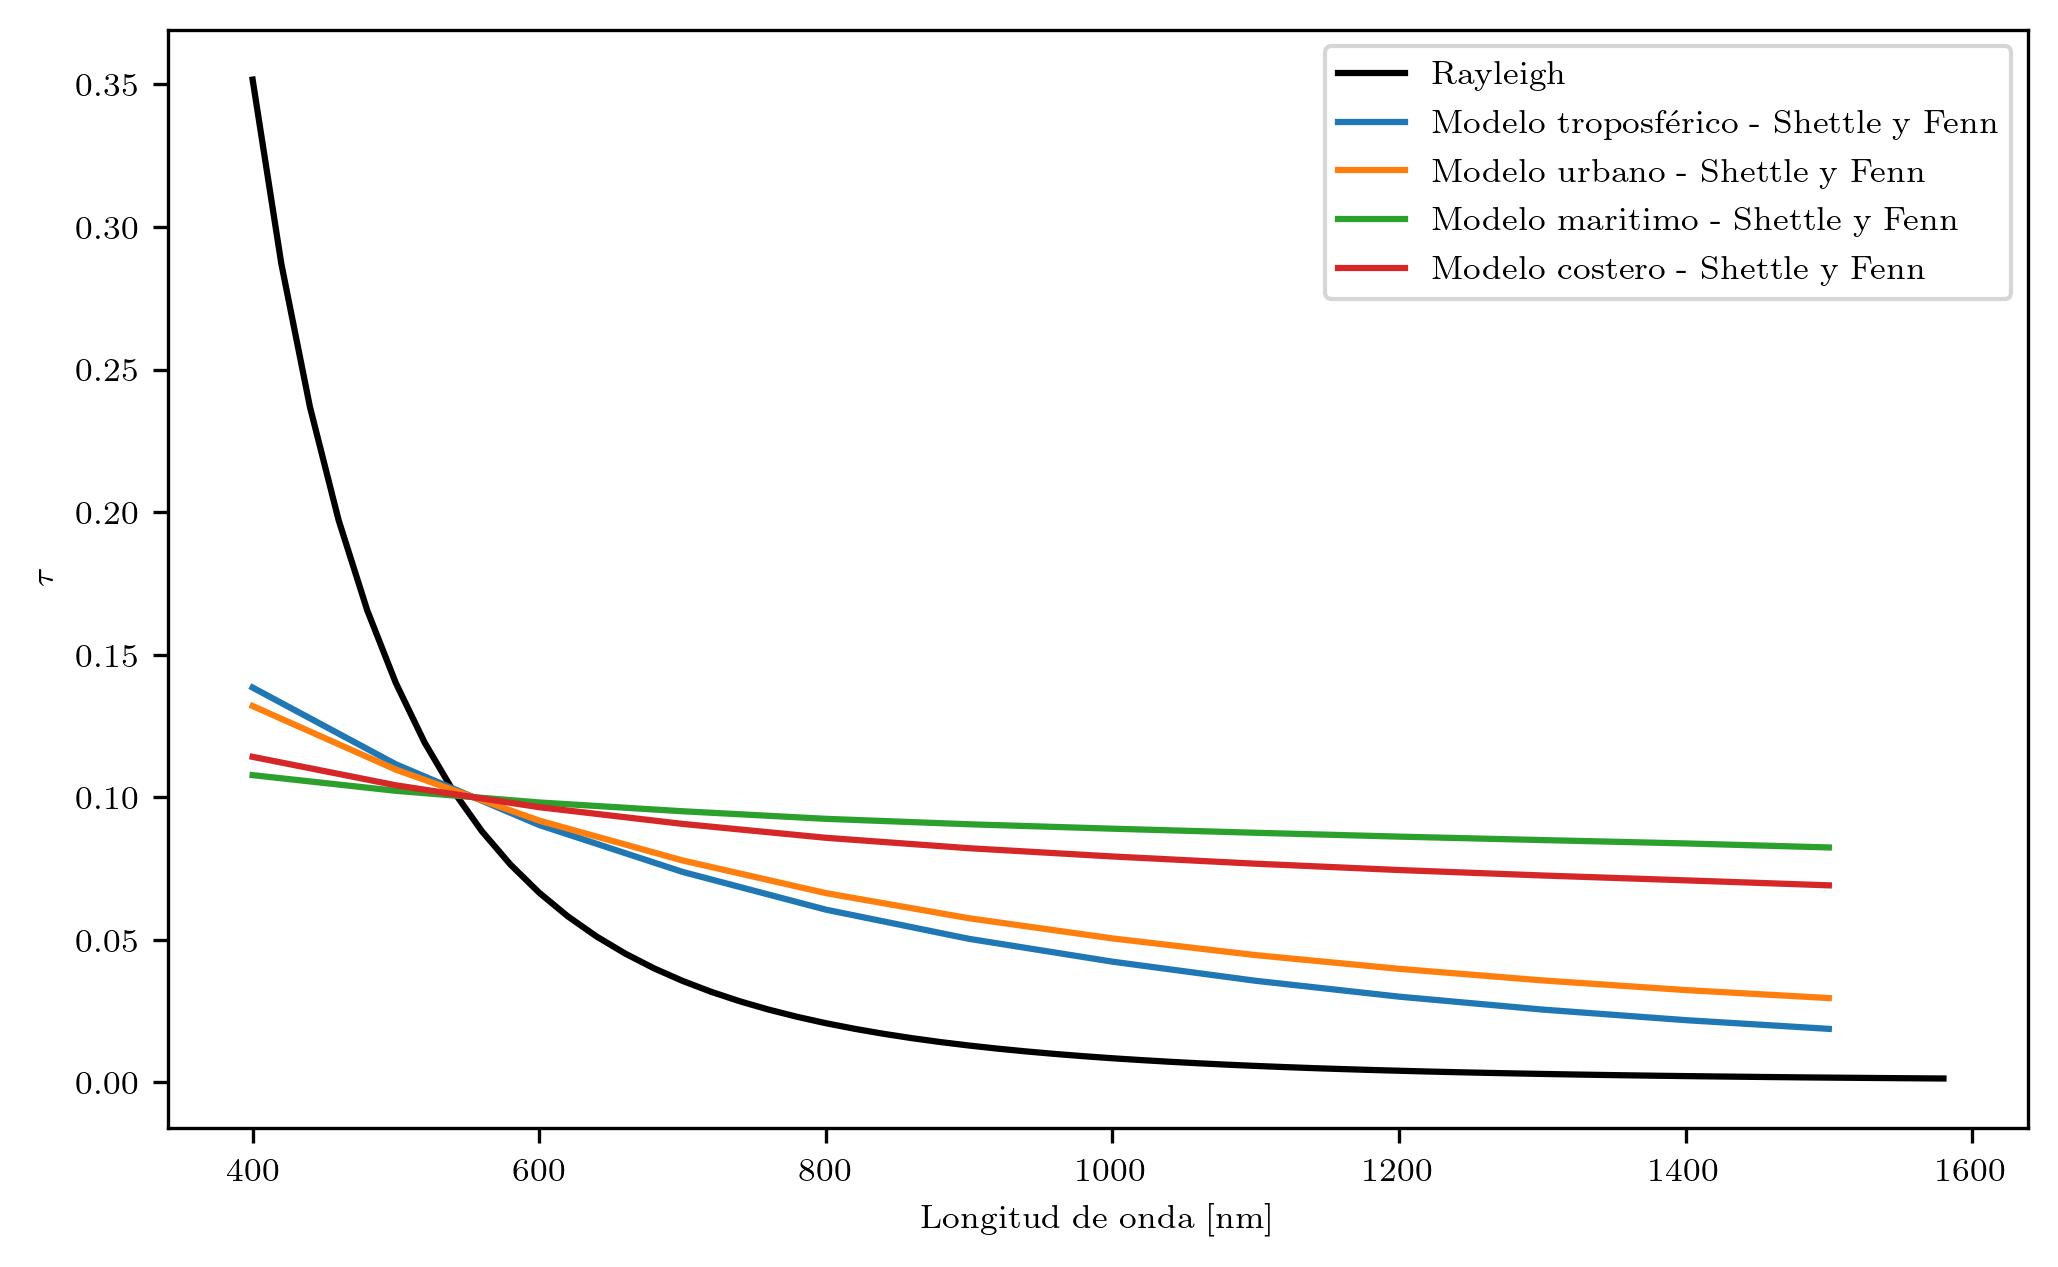 Rayleigh
Modelo troposférico - Shettle y Fenn
Modelo urbano - Shettle y Fenn
Modelo maritimo - Shettle y Fenn
Modelo costero - Shettle y Fenn
0.35
0.30
0.25
0.20
0.15
0.10
0.05
0.00
τ
400 600 800 1000 1200 1400 1600
Longitud de onda [nm]